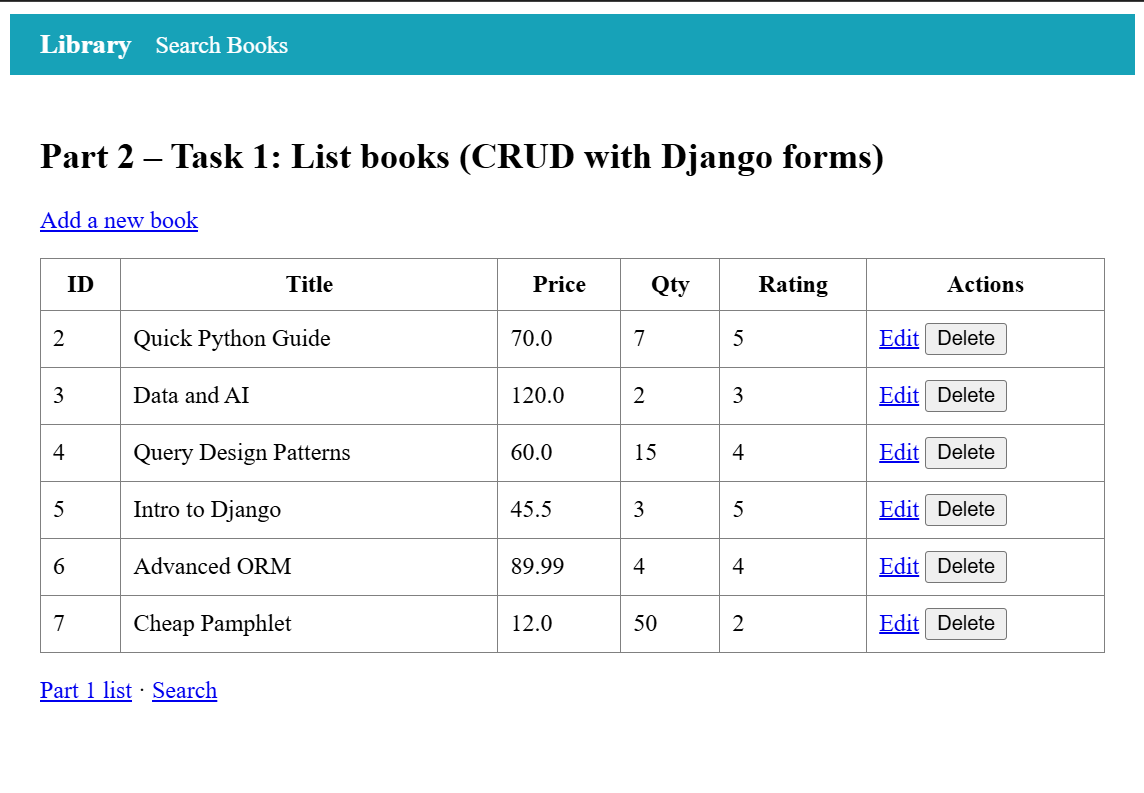 Library Search Books
Part 2 – Task 1: List books (CRUD with Django forms)
Add a new book
ID Title Price Qty Rating Actions
2 Quick Python Guide 70.0 7 5 Edit Delete
3 Data and AI 120.0 2 3 Edit Delete
4 Query Design Patterns 60.0 15 4 Edit Delete
5 Intro to Django 45.5 3 5 Edit Delete
6 Advanced ORM 89.99 4 4 Edit Delete
7 Cheap Pamphlet 12.0 50 2 Edit Delete
Part 1 list · Search